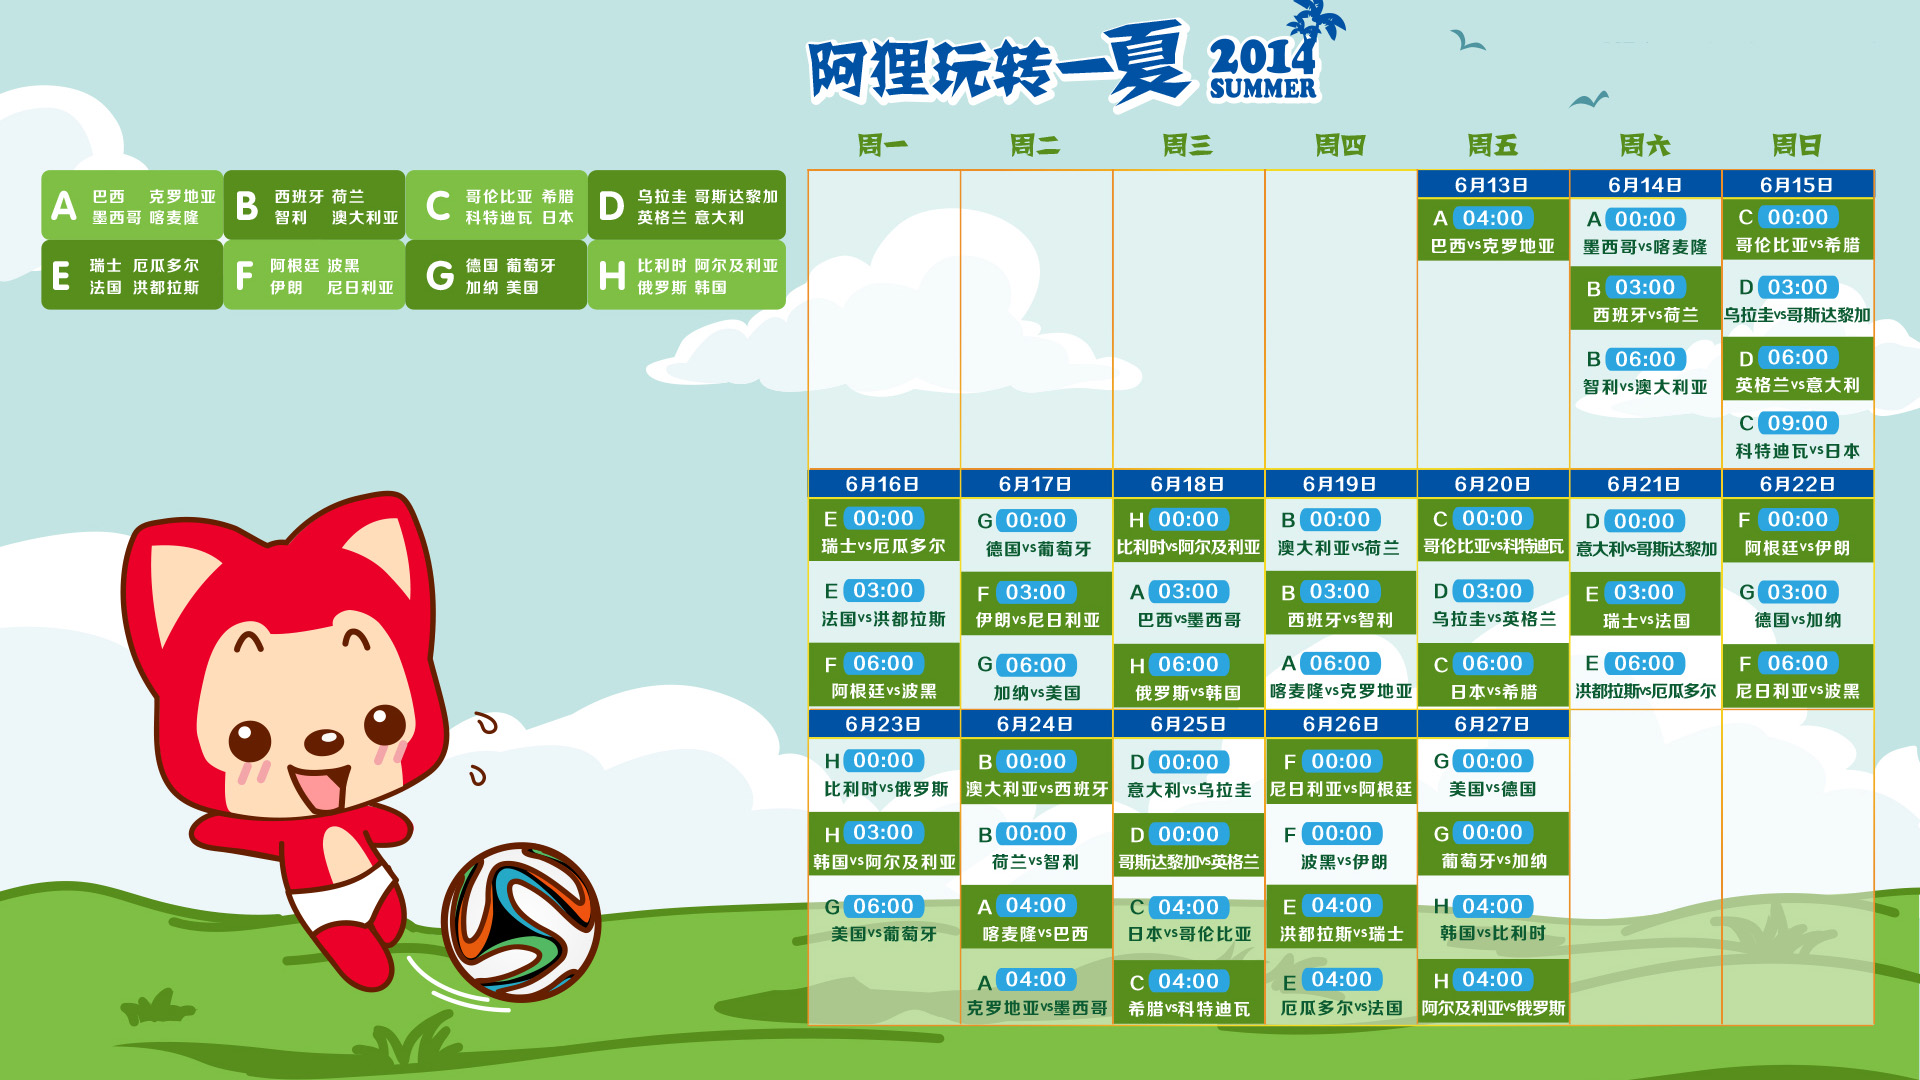 阿狸玩转一夏 2014
SUMMER
周一 周二 周三 周四 周五 周六 周日
A 巴西 克罗地亚
墨西哥 喀麦隆
B 西班牙 荷兰
智利 澳大利亚
C 哥伦比亚 希腊
科特迪瓦 日本
D 乌拉圭 哥斯达黎加
英格兰 意大利
E 瑞士 厄瓜多尔
法国 洪都拉斯
F 阿根廷 波黑
伊朗 尼日利亚
G 德国 葡萄牙
加纳 美国
H 比利时 阿尔及利亚
俄罗斯 韩国
6月13日
A 04:00
巴西vs克罗地亚
6月14日
A 00:00
墨西哥vs喀麦隆
B 03:00
西班牙vs荷兰
B 06:00
智利vs澳大利亚
6月15日
C 00:00
哥伦比亚vs希腊
D 03:00
乌拉圭vs哥斯达黎加
D 06:00
英格兰vs意大利
C 09:00
科特迪瓦vs日本
6月16日
E 00:00
瑞士vs厄瓜多尔
E 03:00
法国vs洪都拉斯
F 06:00
阿根廷vs波黑
6月17日
G 00:00
德国vs葡萄牙
F 03:00
伊朗vs尼日利亚
G 06:00
加纳vs美国
6月18日
H 00:00
比利时vs阿尔及利亚
A 03:00
巴西vs墨西哥
H 06:00
俄罗斯vs韩国
6月19日
B 00:00
澳大利亚vs荷兰
B 03:00
西班牙vs智利
A 06:00
喀麦隆vs克罗地亚
6月20日
C 00:00
哥伦比亚vs科特迪瓦
D 03:00
乌拉圭vs英格兰
C 06:00
日本vs希腊
6月21日
D 00:00
意大利vs哥斯达黎加
E 03:00
瑞士vs法国
E 06:00
洪都拉斯vs厄瓜多尔
6月22日
F 00:00
阿根廷vs伊朗
G 03:00
德国vs加纳
F 06:00
尼日利亚vs波黑
6月23日
H 00:00
比利时vs俄罗斯
H 03:00
韩国vs阿尔及利亚
G 06:00
美国vs葡萄牙
6月24日
B 00:00
澳大利亚vs西班牙
B 00:00
荷兰vs智利
A 04:00
喀麦隆vs巴西
A 04:00
克罗地亚vs墨西哥
6月25日
D 00:00
意大利vs乌拉圭
D 00:00
哥斯达黎加vs英格兰
C 04:00
日本vs哥伦比亚
C 04:00
希腊vs科特迪瓦
6月26日
F 00:00
尼日利亚vs阿根廷
F 00:00
波黑vs伊朗
E 04:00
洪都拉斯vs瑞士
E 04:00
厄瓜多尔vs法国
6月27日
G 00:00
美国vs德国
G 00:00
葡萄牙vs加纳
H 04:00
韩国vs比利时
H 04:00
阿尔及利亚vs俄罗斯